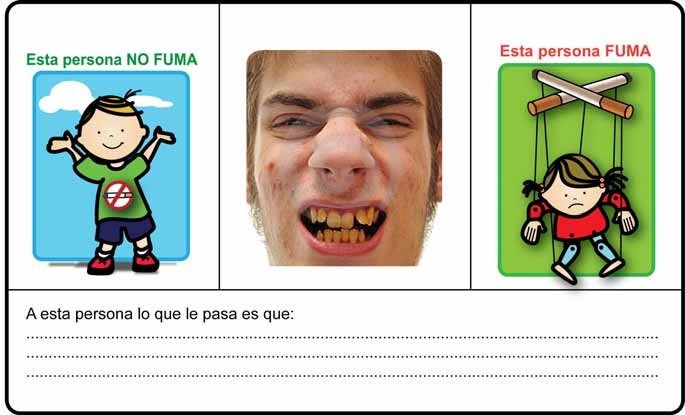 Esta persona NO FUMA
Esta persona FUMA
A esta persona lo que le pasa es que: